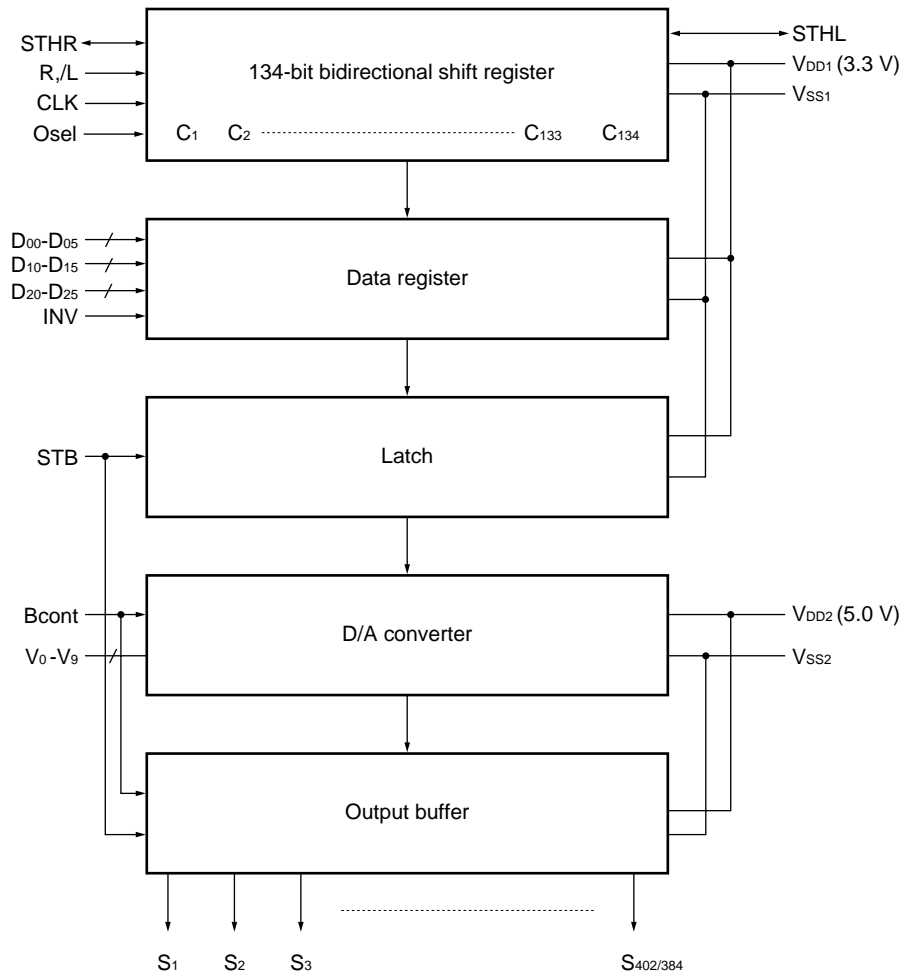 STHR
R,/L
CLK
Osel
134-bit bidirectional shift register
C1 C2 C133 C134
STHL
VDD1 (3.3 V)
VSS1
D00-D05
D10-D15
D20-D25
INV
Data register
STB
Latch
Bcont
V0-V9
D/A converter
VDD2 (5.0 V)
VSS2
Output buffer
S1 S2 S3 S402/384